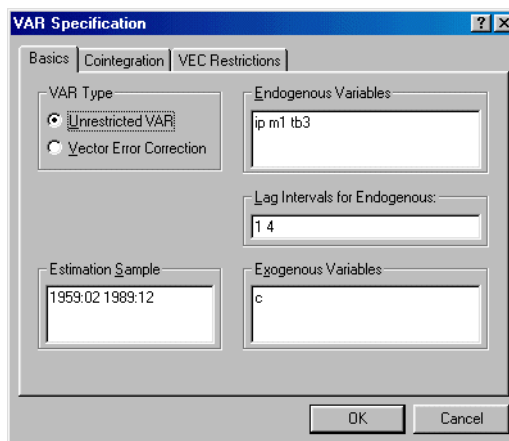 VAR Specification
Basics
Cointegration
VEC Restrictions
VAR Type
Unrestricted VAR
Vector Error Correction
Endogenous Variables
ip m1 tb3
Lag Intervals for Endogenous:
1 4
Estimation Sample
1959:02 1989:12
Exogenous Variables
c
OK
Cancel